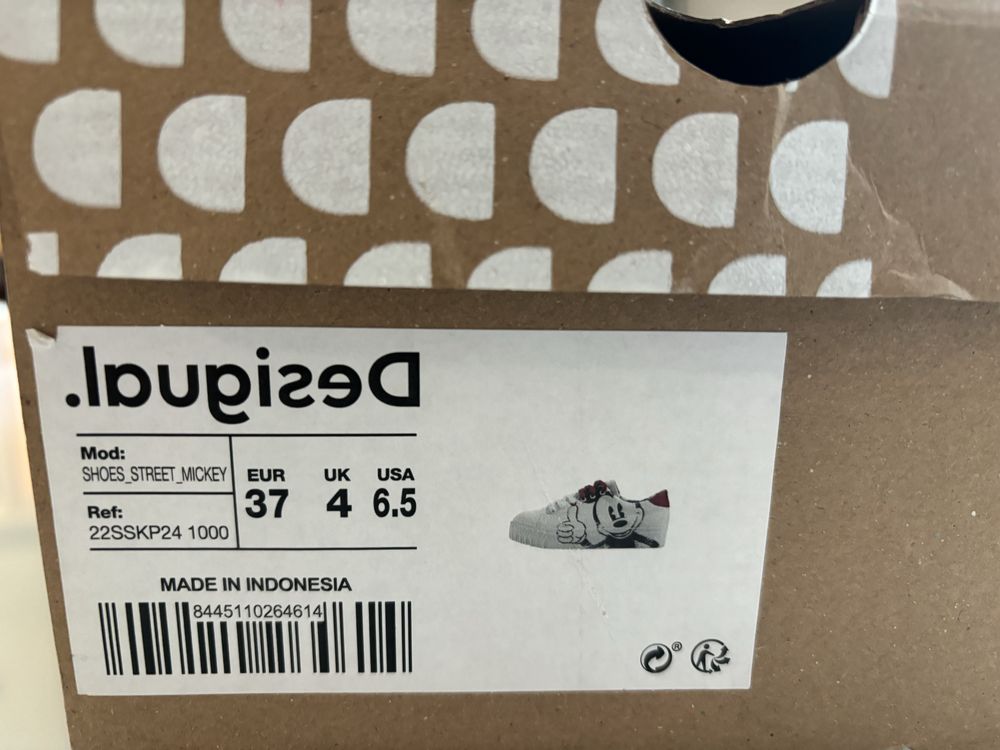 Desigual.
Mod:
SHOES_STREET_MICKEY
Ref:
22SSKP24 1000
EUR UK USA
37 4 6.5
MADE IN INDONESIA
8445110264614
®